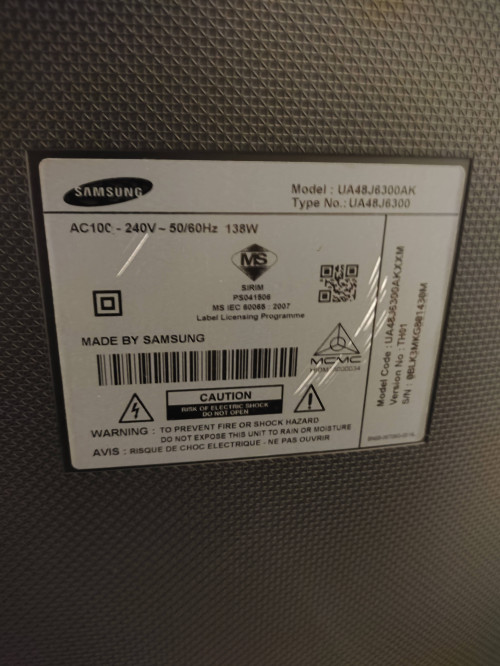 SAMSUNG
Model : UA48J6300AK
Type No.: UA48J6300
AC100 - 240V ~ 50/60Hz 138W
MS
SIRIM
PS041506
MS IEC 60065 : 2007
Label Licensing Programme
MADE BY SAMSUNG
MCMC
CAUTION
RISK OF ELECTRIC SHOCK
DO NOT OPEN
WARNING : TO PREVENT FIRE OR SHOCK HAZARD
DO NOT EXPOSE THIS UNIT TO RAIN OR MOISTURE
AVIS : RISQUE DE CHOC ELECTRIQUE - NE PAS OUVRIR
Model Code : UA48J6300AKXXM
Version No : TH01
S/N :